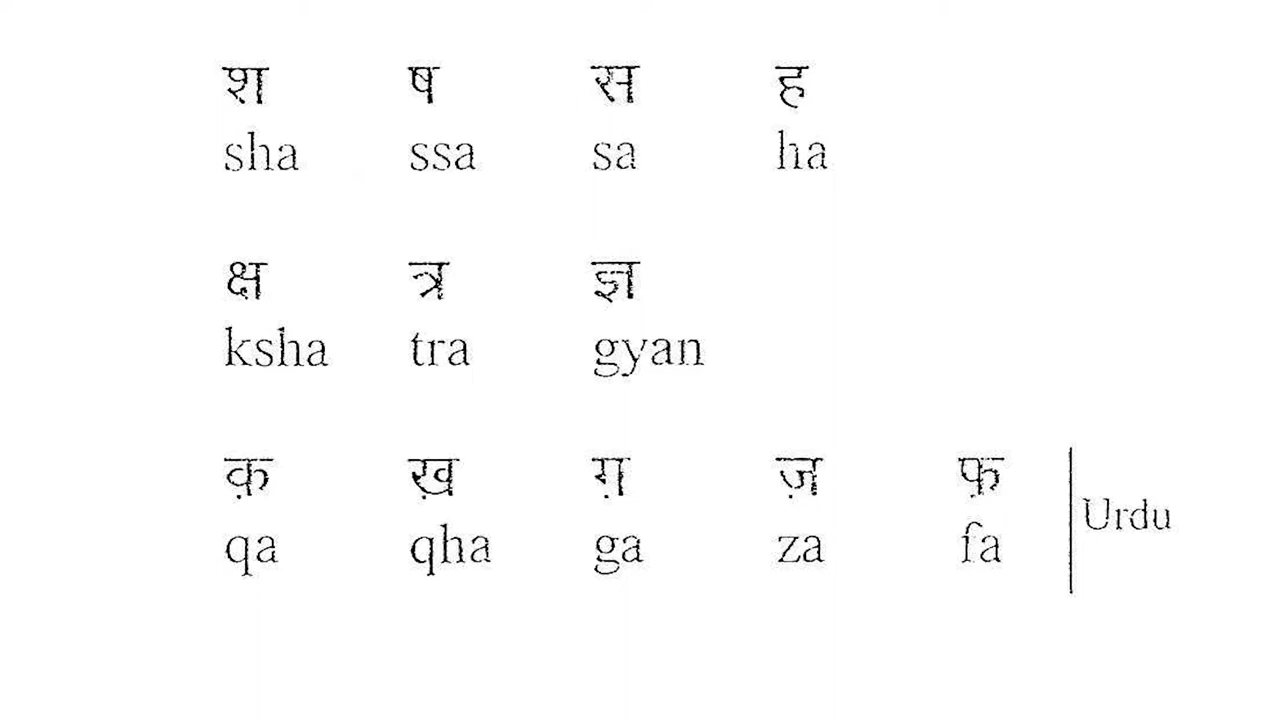 श ष स ह
sha ssa sa ha
क्ष त्र ज्ञ
ksha tra gyan
क़ ख़ ग़ ज़ फ़
qa qha ga za fa
Urdu